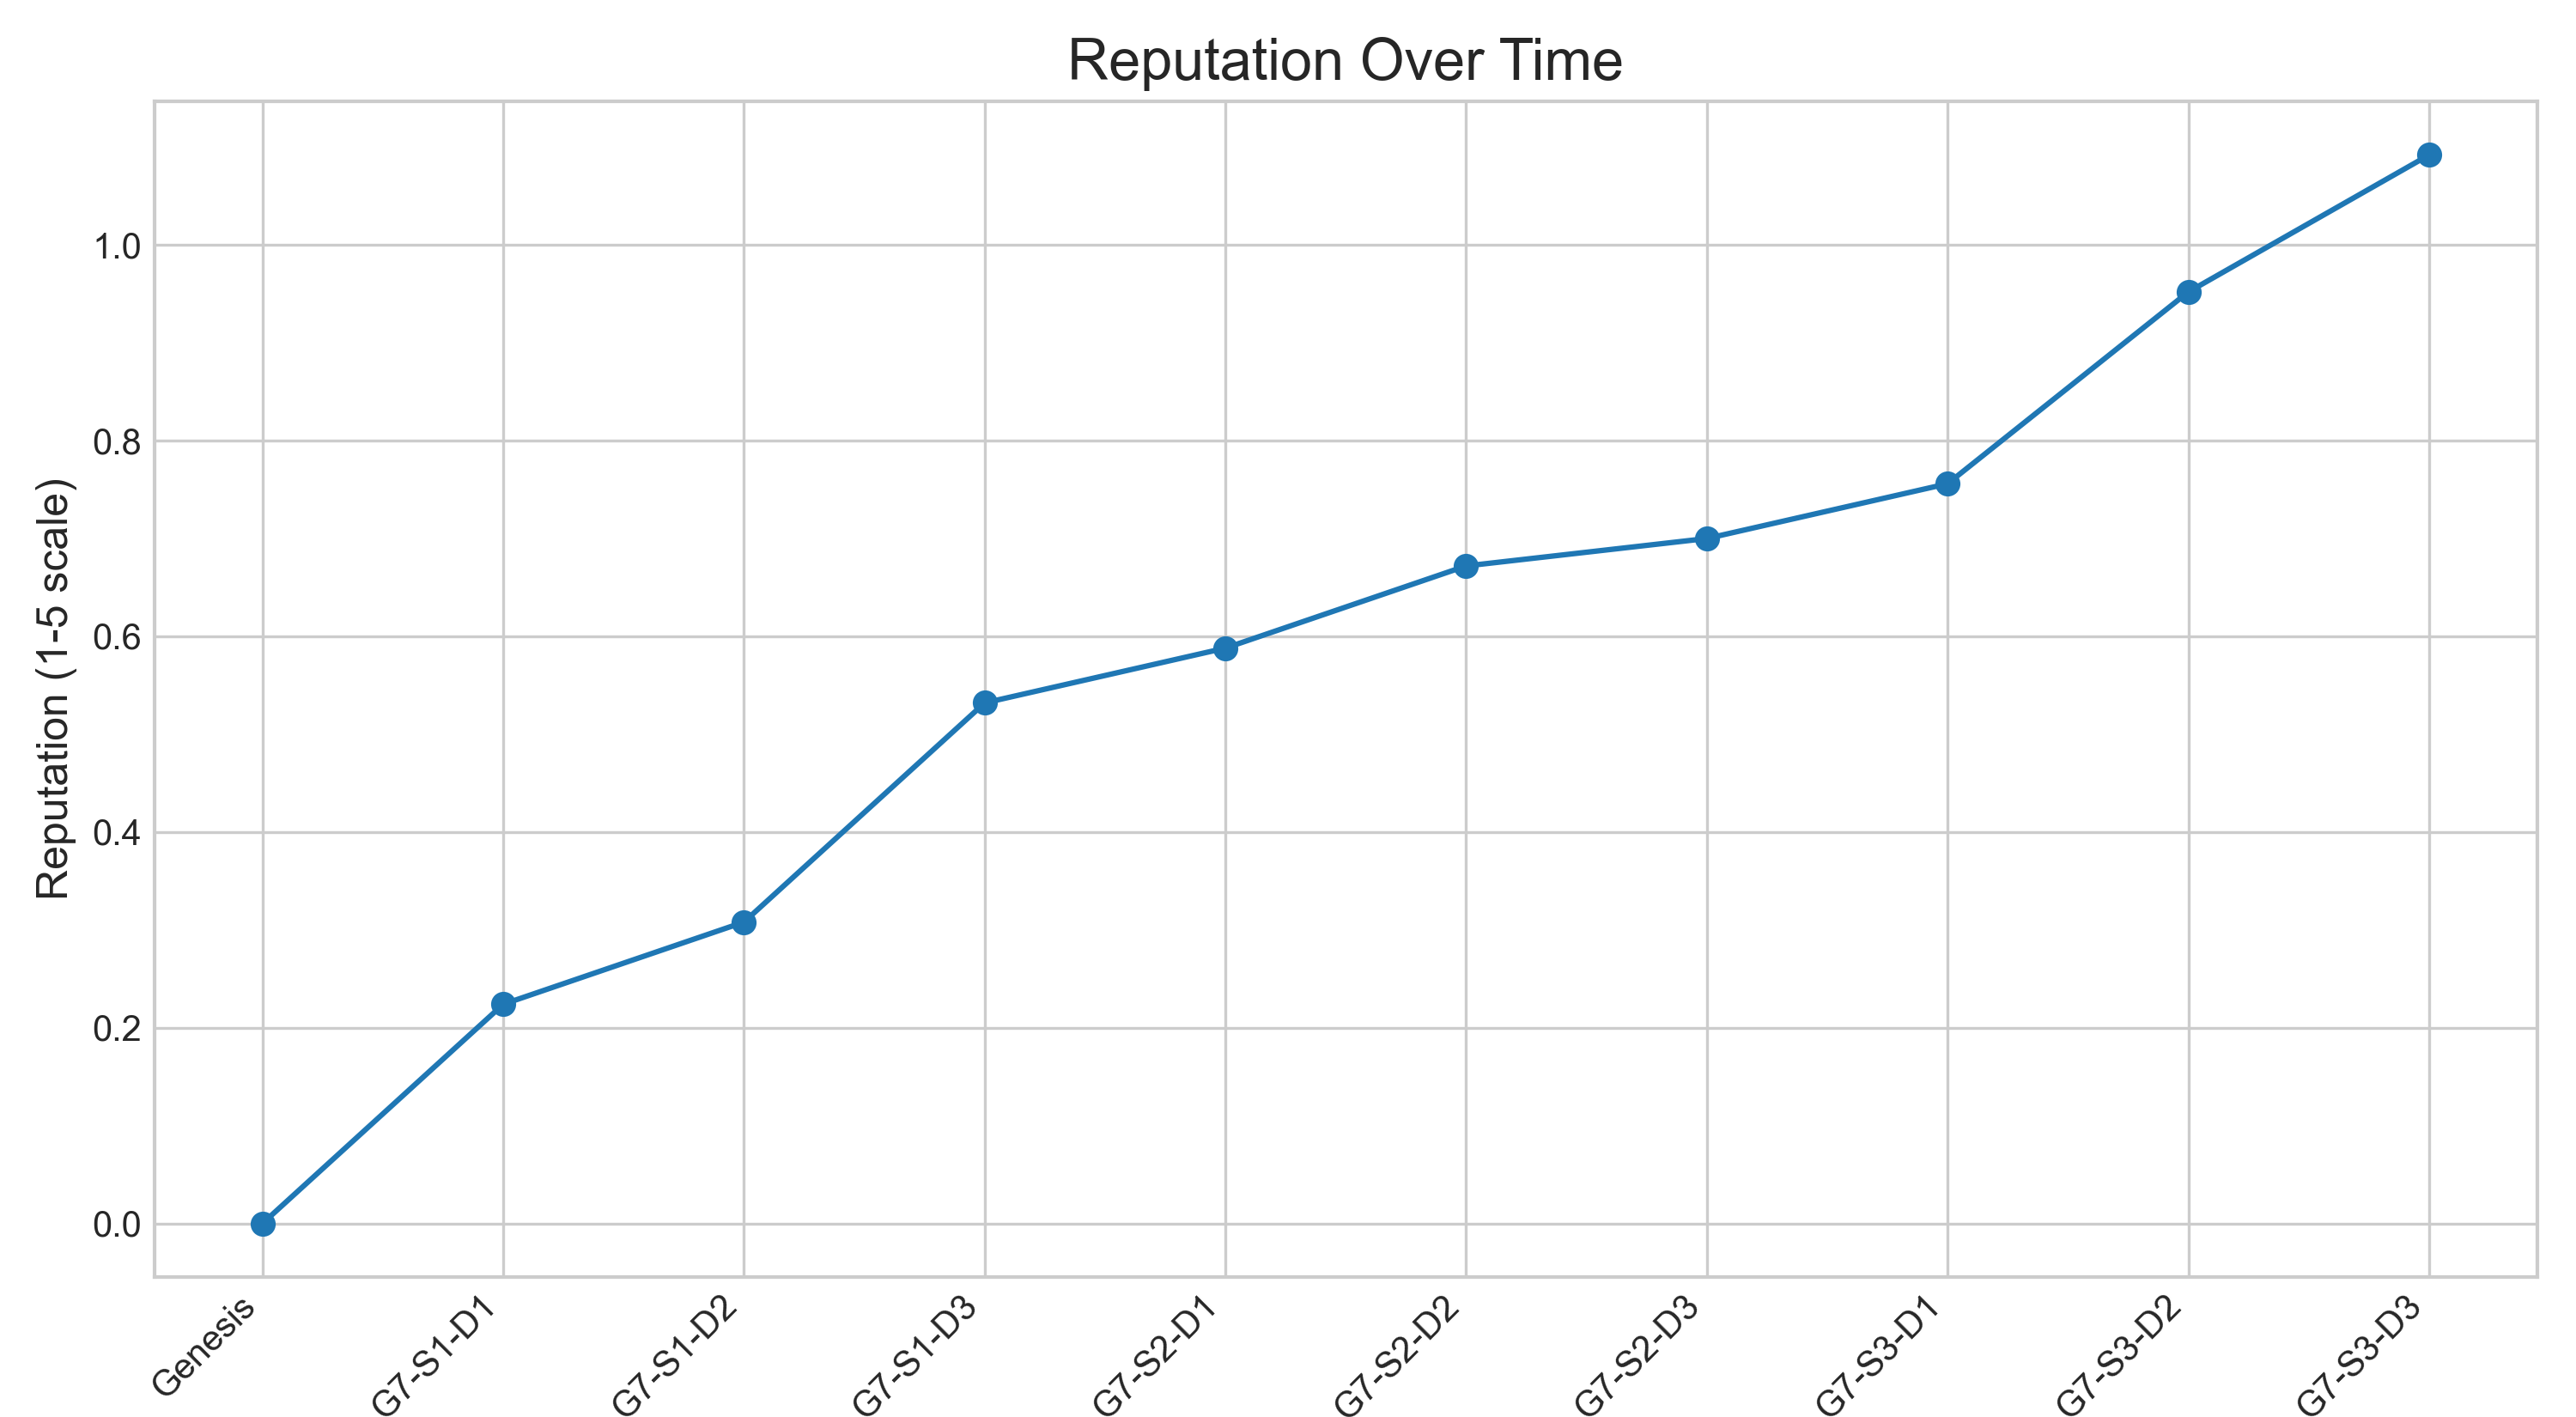 Reputation Over Time
Reputation (1-5 scale)
1.0
0.8
0.6
0.4
0.2
0.0
Genesis
G7-S1-D1
G7-S1-D2
G7-S1-D3
G7-S2-D1
G7-S2-D2
G7-S2-D3
G7-S3-D1
G7-S3-D2
G7-S3-D3